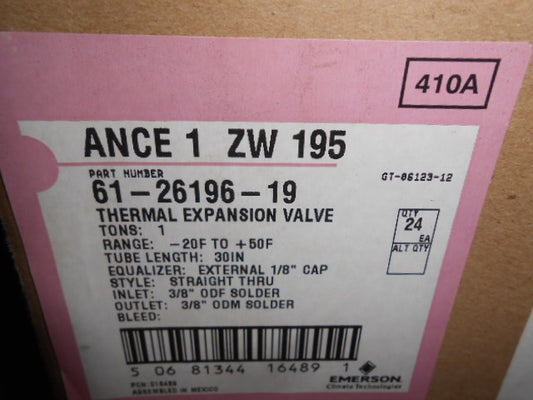 410A
ANCE 1 ZW 195
PART NUMBER
61-26196-19
GT-06123-12
THERMAL EXPANSION VALVE
TONS: 1
RANGE: -20F TO +50F
TUBE LENGTH: 30IN
EQUALIZER: EXTERNAL 1/8" CAP
STYLE: STRAIGHT THRU
INLET: 3/8" ODF SOLDER
OUTLET: 3/8" ODM SOLDER
BLEED:
QTY
24
EA
ALT QTY
5 06 81344 16489 1
EMERSON
Climate Technologies
ASSEMBLED IN MEXICO